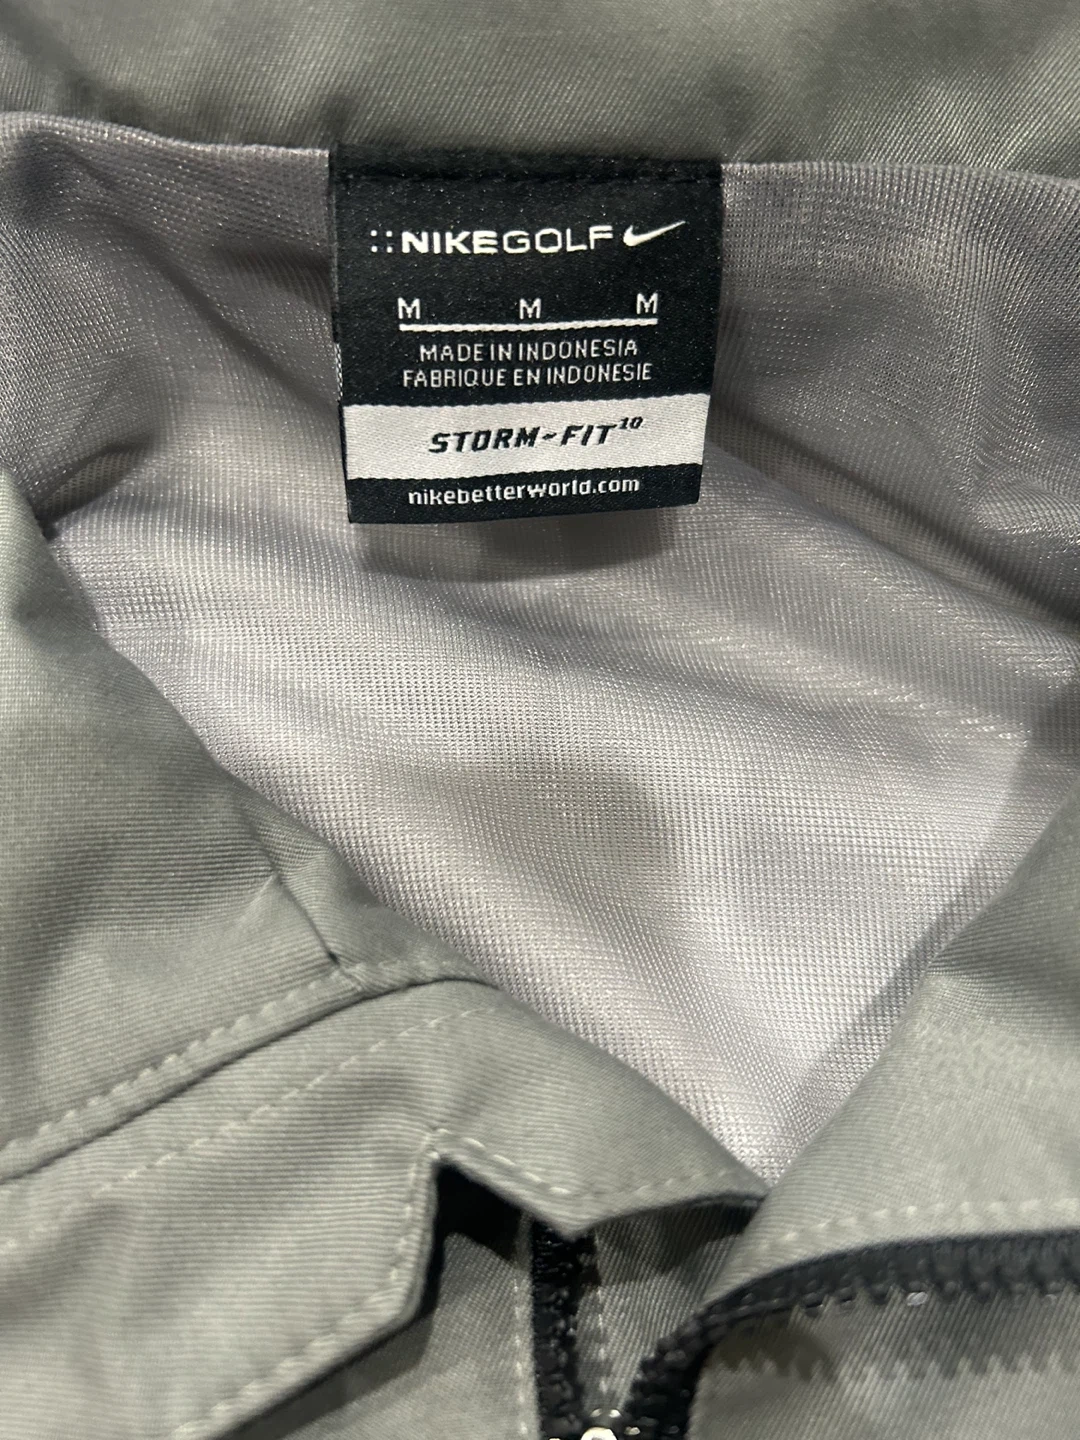 NIKEGOLF
M M M
MADE IN INDONESIA
FABRIQUE EN INDONESIE
STORM-FIT¹⁰
nikebetterworld.com